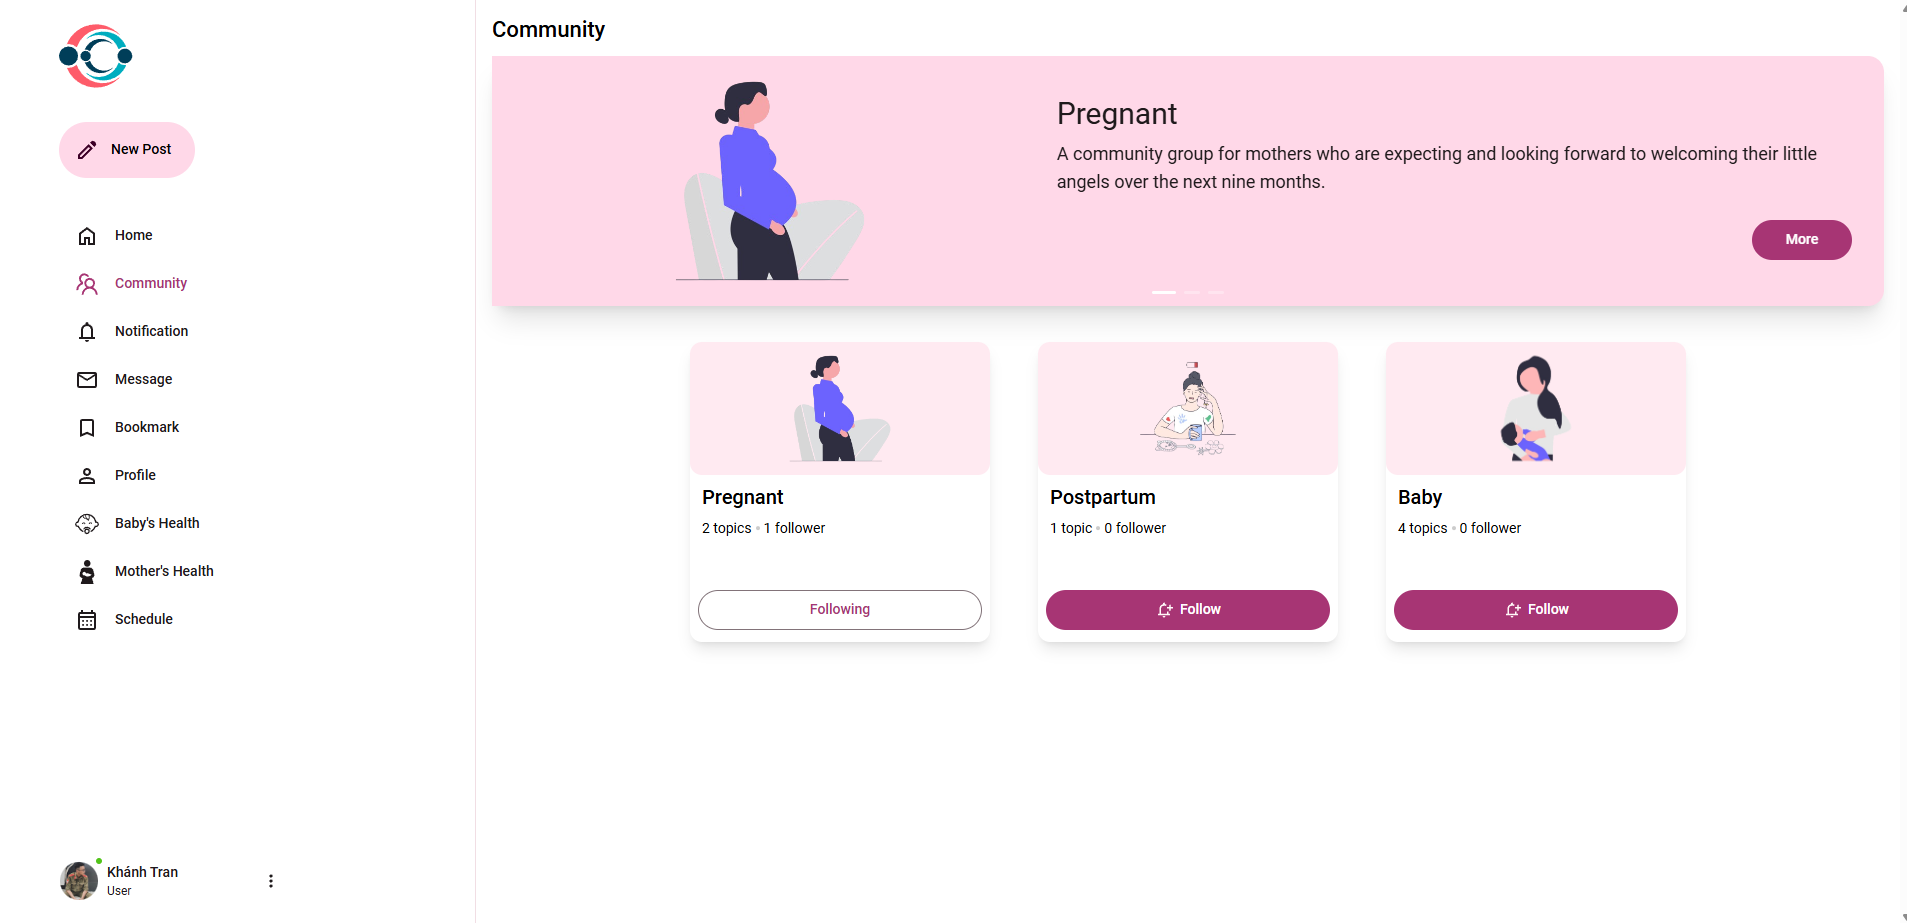 New Post
Home
Community
Notification
Message
Bookmark
Profile
Baby's Health
Mother's Health
Schedule
Khánh Tran
User
Community
Pregnant
A community group for mothers who are expecting and looking forward to welcoming their little
angels over the next nine months.
More
Pregnant
2 topics • 1 follower
Following
Postpartum
1 topic • 0 follower
Follow
Baby
4 topics • 0 follower
Follow